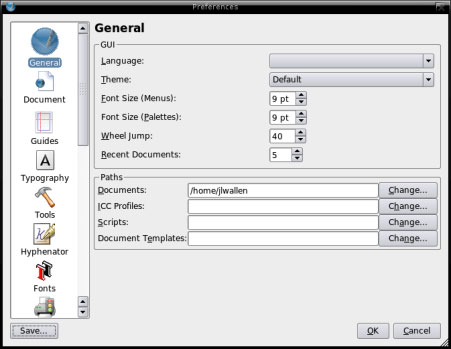 Preferences
General
Document
Guides
Typography
Tools
Hyphenator
Fonts
General
GUI
Language:
Theme: Default
Font Size (Menus): 9 pt
Font Size (Palettes): 9 pt
Wheel Jump: 40
Recent Documents: 5
Paths
Documents: /home/jlwallen Change...
ICC Profiles: Change...
Scripts: Change...
Document Templates: Change...
Save... OK Cancel